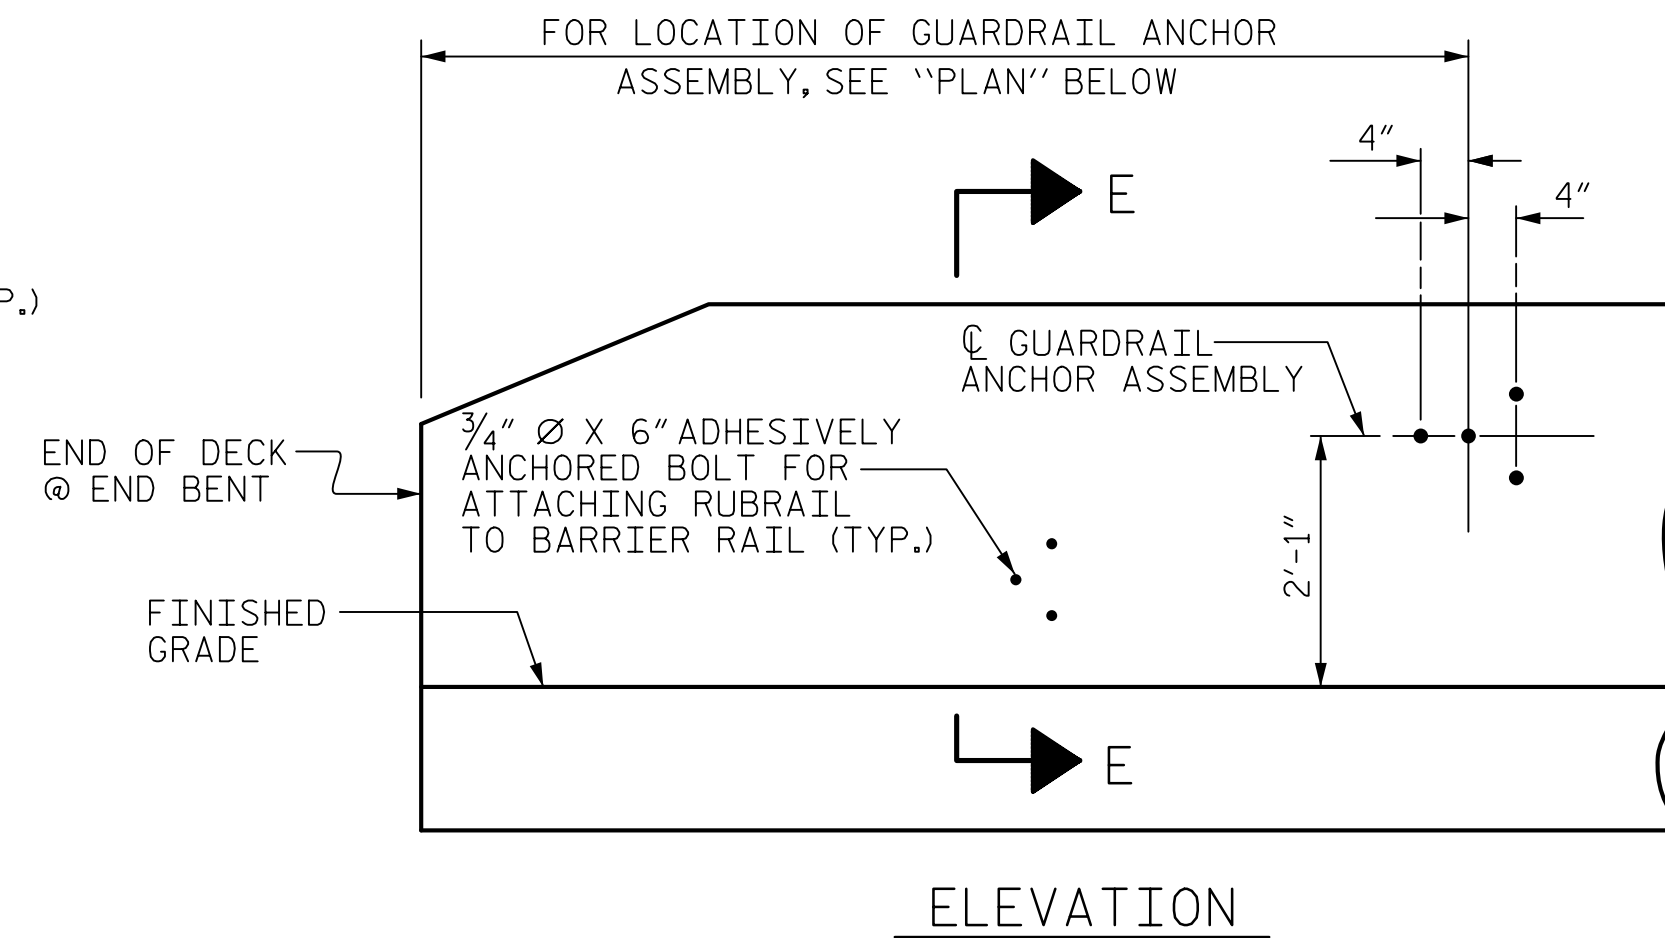 FOR LOCATION OF GUARDRAIL ANCHOR
ASSEMBLY, SEE ‵‵PLAN″ BELOW
4″
4″
E
P.)
℄ GUARDRAIL
ANCHOR ASSEMBLY
3/4″ Ø X 6″ ADHESIVELY
ANCHORED BOLT FOR
ATTACHING RUBRAIL
TO BARRIER RAIL (TYP.)
END OF DECK
@ END BENT
2′-1″
FINISHED
GRADE
E
ELEVATION